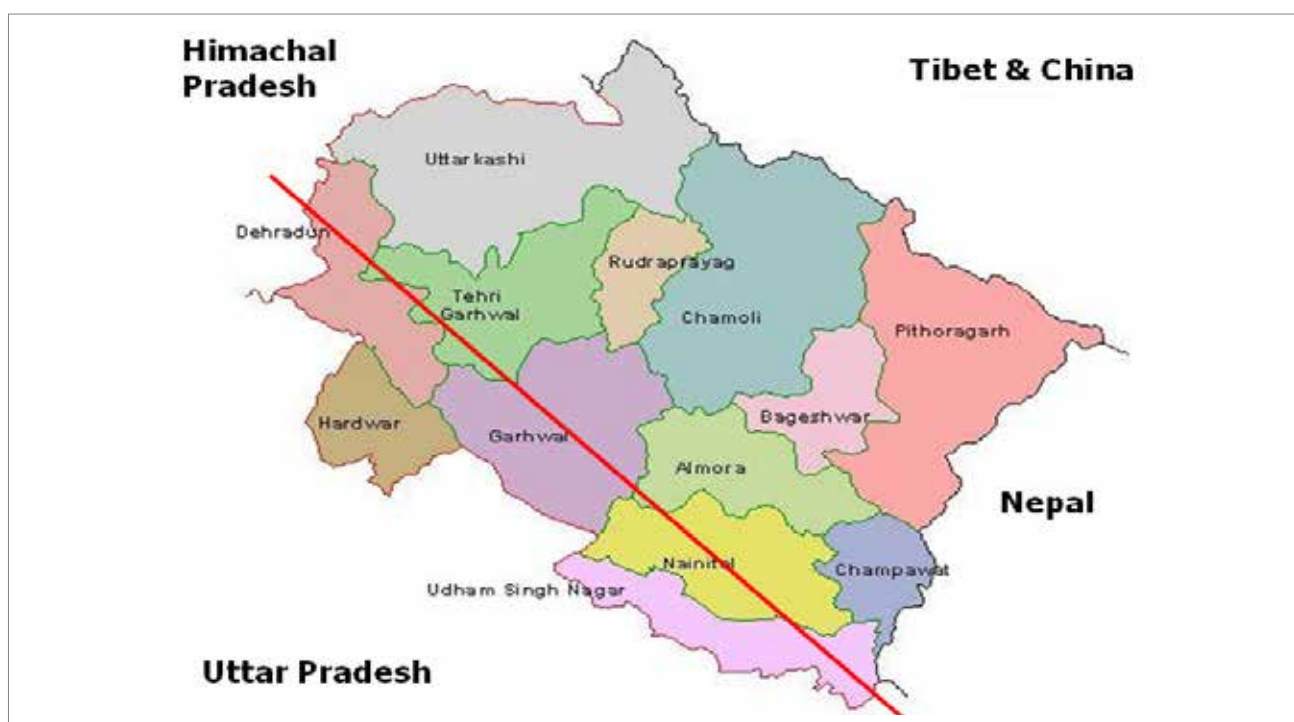 Himachal
Pradesh
Tibet & China
Uttarkashi
Dehradun
Rudraprayag
Tehri
Garhwal
Chamoli
Pithoragarh
Hardwar
Garhwal
Bageshwar
Almora
Nepal
Nainital
Champawat
Udham Singh Nagar
Uttar Pradesh